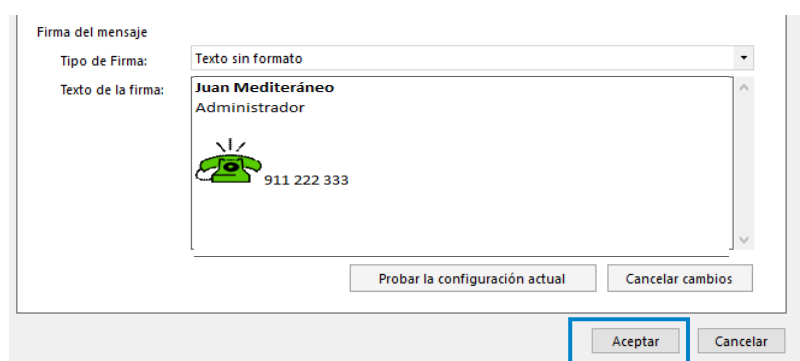 Firma del mensaje
Tipo de Firma: Texto sin formato
Texto de la firma: Juan Mediteráneo
Administrador
911 222 333
Probar la configuración actual Cancelar cambios
Aceptar Cancelar